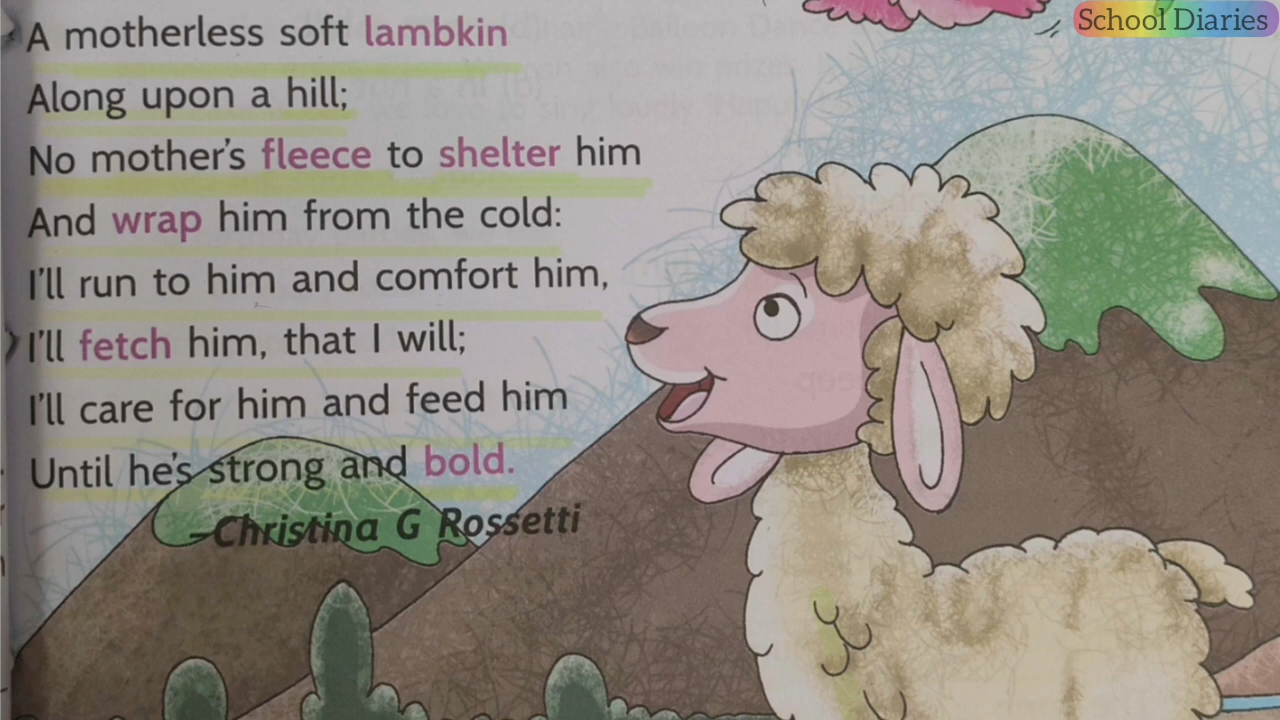 School Diaries
A motherless soft lambkin
Along upon a hill;
No mother's fleece to shelter him
And wrap him from the cold:
I'll run to him and comfort him,
I'll fetch him, that I will;
I'll care for him and feed him
Until he's strong and bold.
–Christina G Rossetti